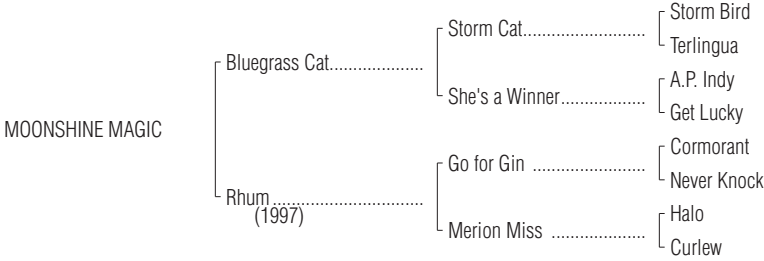 Storm Bird
Storm Cat..........................
Terlingua
Bluegrass Cat....................
A.P. Indy
She's a Winner..................
Get Lucky
MOONSHINE MAGIC
Cormorant
Go for Gin ........................
Never Knock
Rhum................................
(1997)
Halo
Merion Miss ....................
Curlew